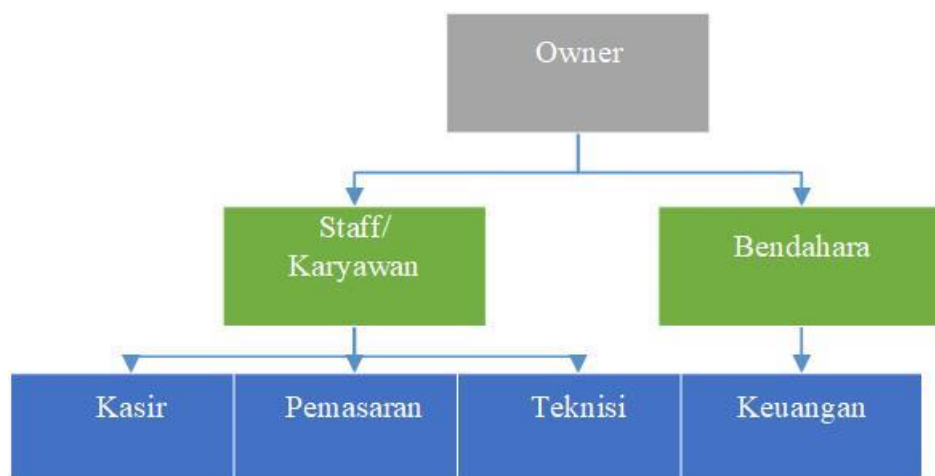 Owner
Staff/
Karyawan
Bendahara
Kasir
Pemasaran
Teknisi
Keuangan